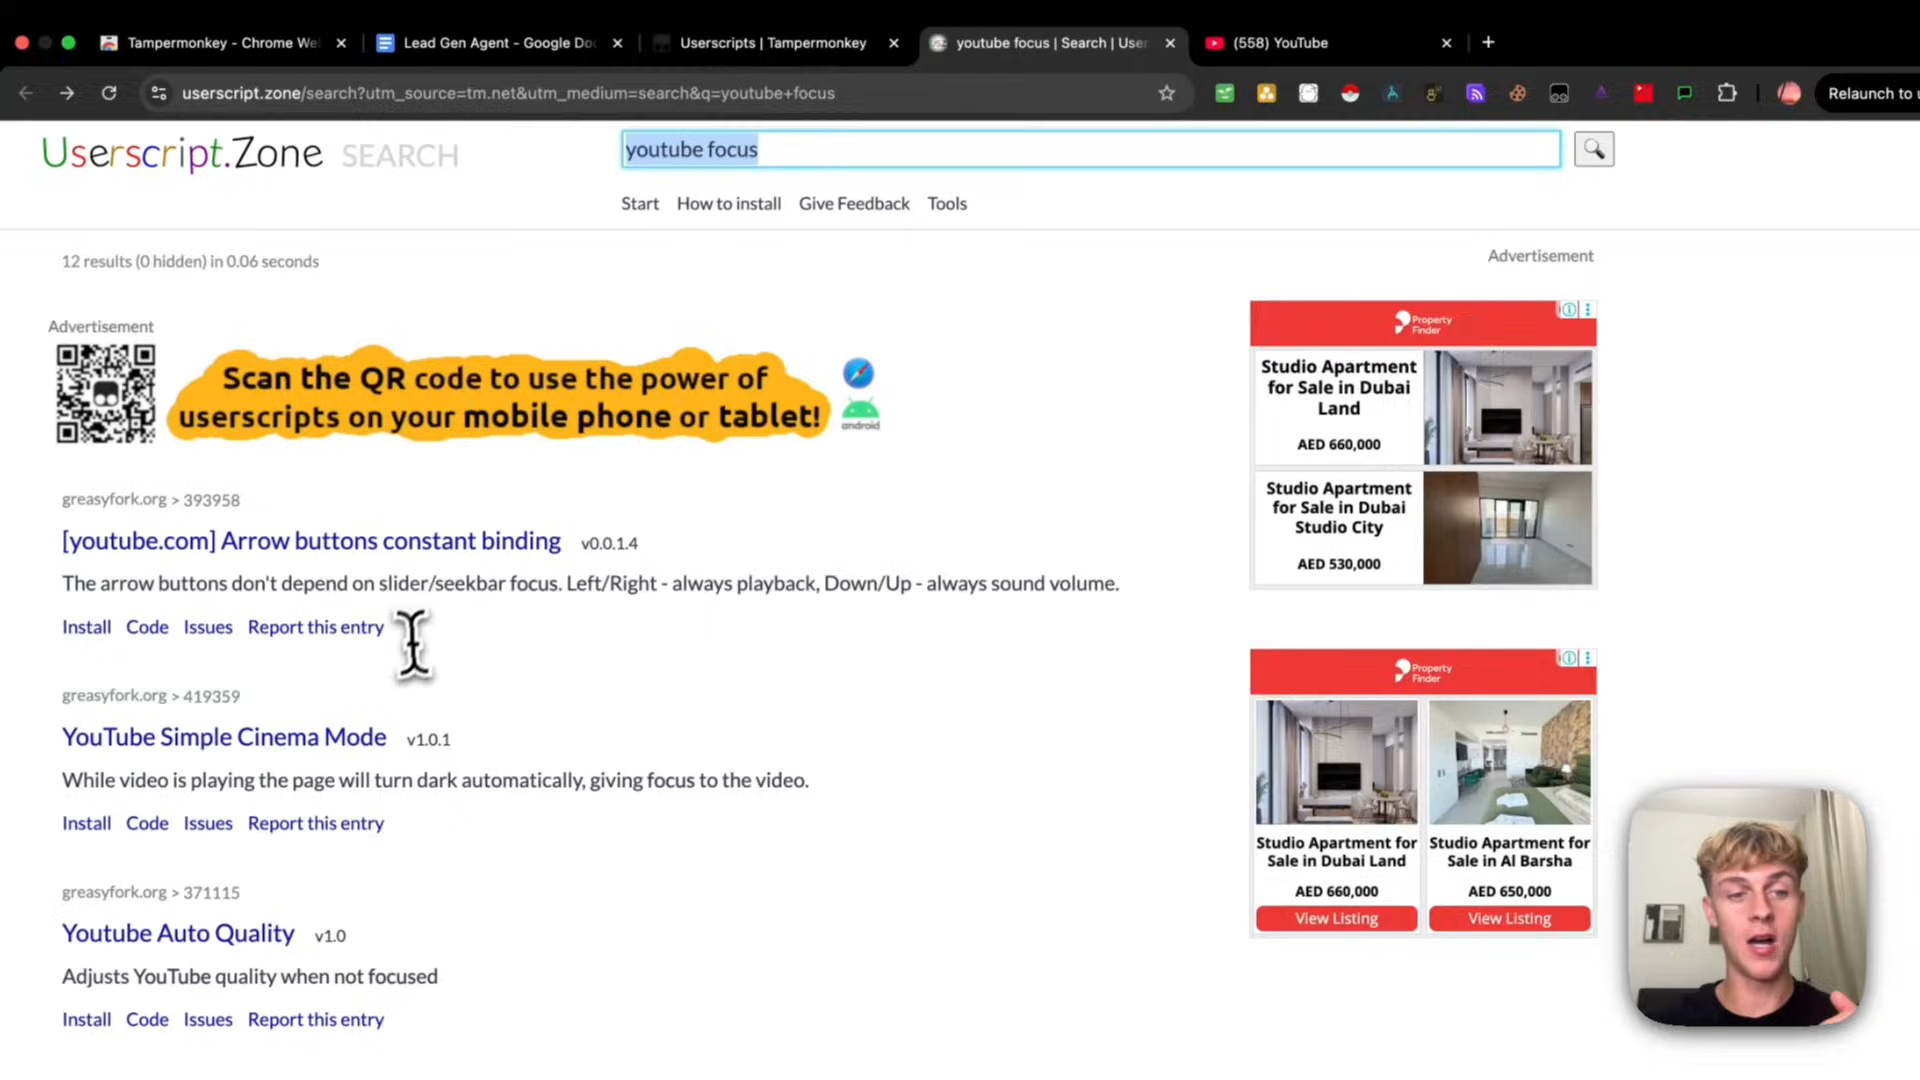 Tampermonkey - Chrome We
Lead Gen Agent - Google Do
Userscripts | Tampermonkey
youtube focus | Search | Use
(558) YouTube
userscript.zone/search?utm_source=tm.net&utm_medium=search&q=youtube+focus
Relaunch to u
Userscript.Zone SEARCH
youtube focus
Start How to install Give Feedback Tools
12 results (0 hidden) in 0.06 seconds
Advertisement
Advertisement
Scan the QR code to use the power of
userscripts on your mobile phone or tablet!
android
greasyfork.org > 393958
[youtube.com] Arrow buttons constant binding v0.0.1.4
The arrow buttons don't depend on slider/seekbar focus. Left/Right - always playback, Down/Up - always sound volume.
Install Code Issues Report this entry
greasyfork.org > 419359
YouTube Simple Cinema Mode v1.0.1
While video is playing the page will turn dark automatically, giving focus to the video.
Install Code Issues Report this entry
greasyfork.org > 371115
Youtube Auto Quality v1.0
Adjusts YouTube quality when not focused
Install Code Issues Report this entry
Property
Finder
Studio Apartment
for Sale in Dubai
Land
AED 660,000
Studio Apartment
for Sale in Dubai
Studio City
AED 530,000
Property
Finder
Studio Apartment for
Sale in Dubai Land
AED 660,000
View Listing
Studio Apartment for
Sale in Al Barsha
AED 650,000
View Listing